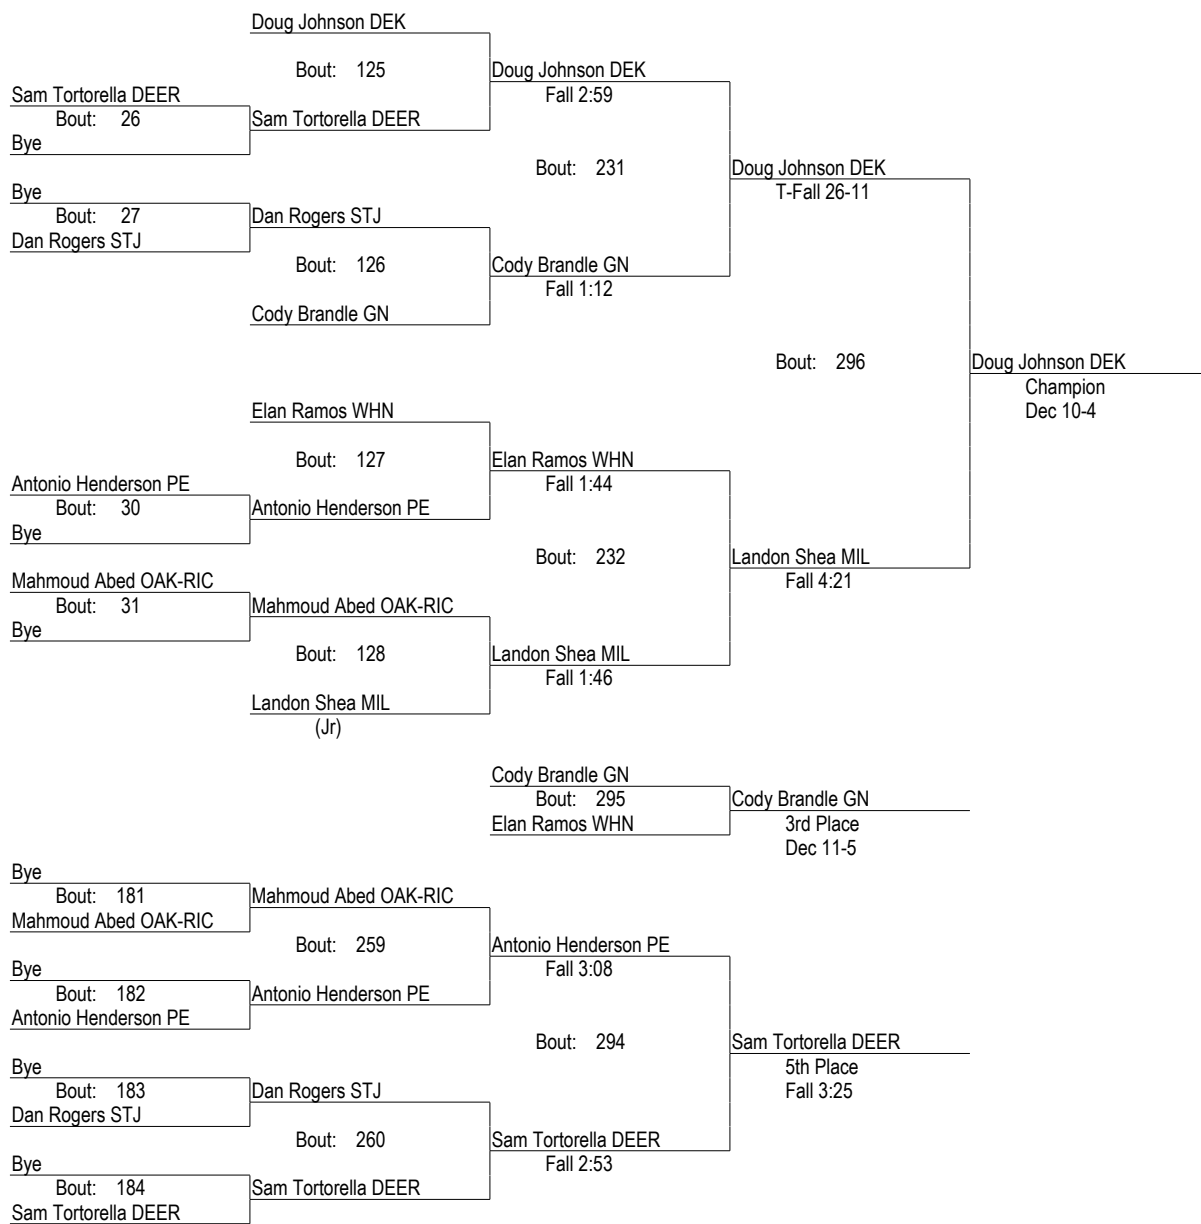 Doug Johnson DEK
Bout: 125
Doug Johnson DEK
Fall 2:59
Sam Tortorella DEER
Bout: 26
Sam Tortorella DEER
Bye
Bout: 231
Doug Johnson DEK
T-Fall 26-11
Bye
Bout: 27
Dan Rogers STJ
Dan Rogers STJ
Bout: 126
Cody Brandle GN
Fall 1:12
Cody Brandle GN
Bout: 296
Doug Johnson DEK
Champion
Dec 10-4
Elan Ramos WHN
Bout: 127
Elan Ramos WHN
Fall 1:44
Antonio Henderson PE
Bout: 30
Antonio Henderson PE
Bye
Bout: 232
Landon Shea MIL
Fall 4:21
Mahmoud Abed OAK-RIC
Bout: 31
Mahmoud Abed OAK-RIC
Bye
Bout: 128
Landon Shea MIL
Fall 1:46
Landon Shea MIL
(Jr)
Cody Brandle GN
Bout: 295
Cody Brandle GN
Elan Ramos WHN
3rd Place
Dec 11-5
Bye
Bout: 181
Mahmoud Abed OAK-RIC
Mahmoud Abed OAK-RIC
Bout: 259
Antonio Henderson PE
Fall 3:08
Bye
Bout: 182
Antonio Henderson PE
Antonio Henderson PE
Bout: 294
Sam Tortorella DEER
5th Place
Fall 3:25
Bye
Bout: 183
Dan Rogers STJ
Dan Rogers STJ
Bout: 260
Sam Tortorella DEER
Fall 2:53
Bye
Bout: 184
Sam Tortorella DEER
Sam Tortorella DEER